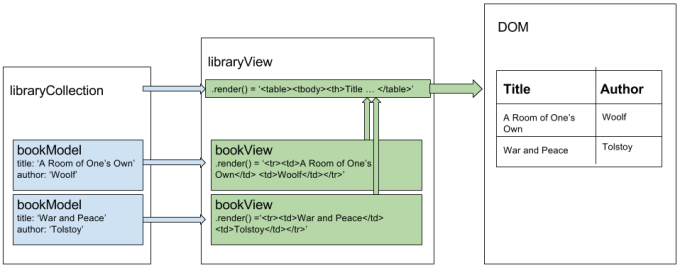 libraryCollection
bookModel
title: 'A Room of One's Own'
author: 'Woolf'
bookModel
title: 'War and Peace'
author: 'Tolstoy'
libraryView
.render() = '<table><tbody><th>Title ... </table>'
bookView
.render() = '<tr><td>A Room of One's
Own</td> <td>Woolf</td></tr>'
bookView
.render() ='<tr><td>War and Peace</td>
<td>Tolstoy</td></tr>'
DOM
Title Author
A Room of One's Woolf
Own
War and Peace Tolstoy